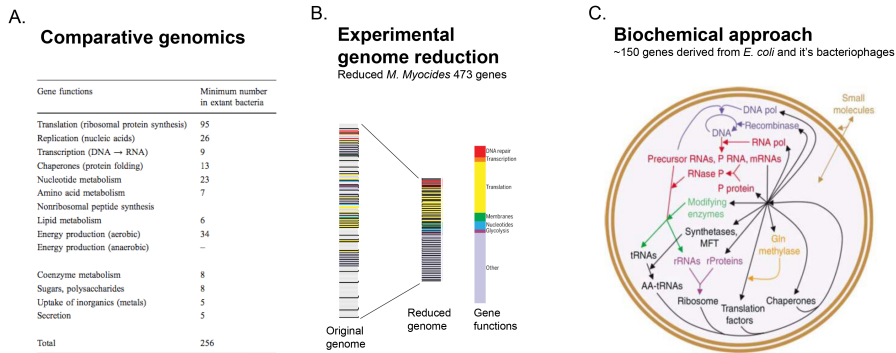 A.
Comparative genomics
Gene functions
Minimum number
in extant bacteria
Translation (ribosomal protein synthesis) 95
Replication (nucleic acids) 26
Transcription (DNA → RNA) 9
Chaperones (protein folding) 13
Nucleotide metabolism 23
Amino acid metabolism 7
Nonribosomal peptide synthesis
Lipid metabolism 6
Energy production (aerobic) 34
Energy production (anaerobic) –
Coenzyme metabolism 8
Sugars, polysaccharides 8
Uptake of inorganics (metals) 5
Secretion 5
Total 256
B.
Experimental
genome reduction
Reduced M. Myocides 473 genes
DNA repair
Transcription
Translation
Membranes
Nucleotides
Glycolysis
Other
Original
genome
Reduced
genome
Gene
functions
C.
Biochemical approach
~150 genes derived from E. coli and it's bacteriophages
Small
molecules
DNA pol
Recombinase
DNA
RNA pol
Precursor RNAs, P RNA, mRNAs
RNase P
P protein
Modifying
enzymes
Synthetases,
MFT
Gln
methylase
tRNAs
rRNAs rProteins
AA-tRNAs
Ribosome
Translation
factors
Chaperones